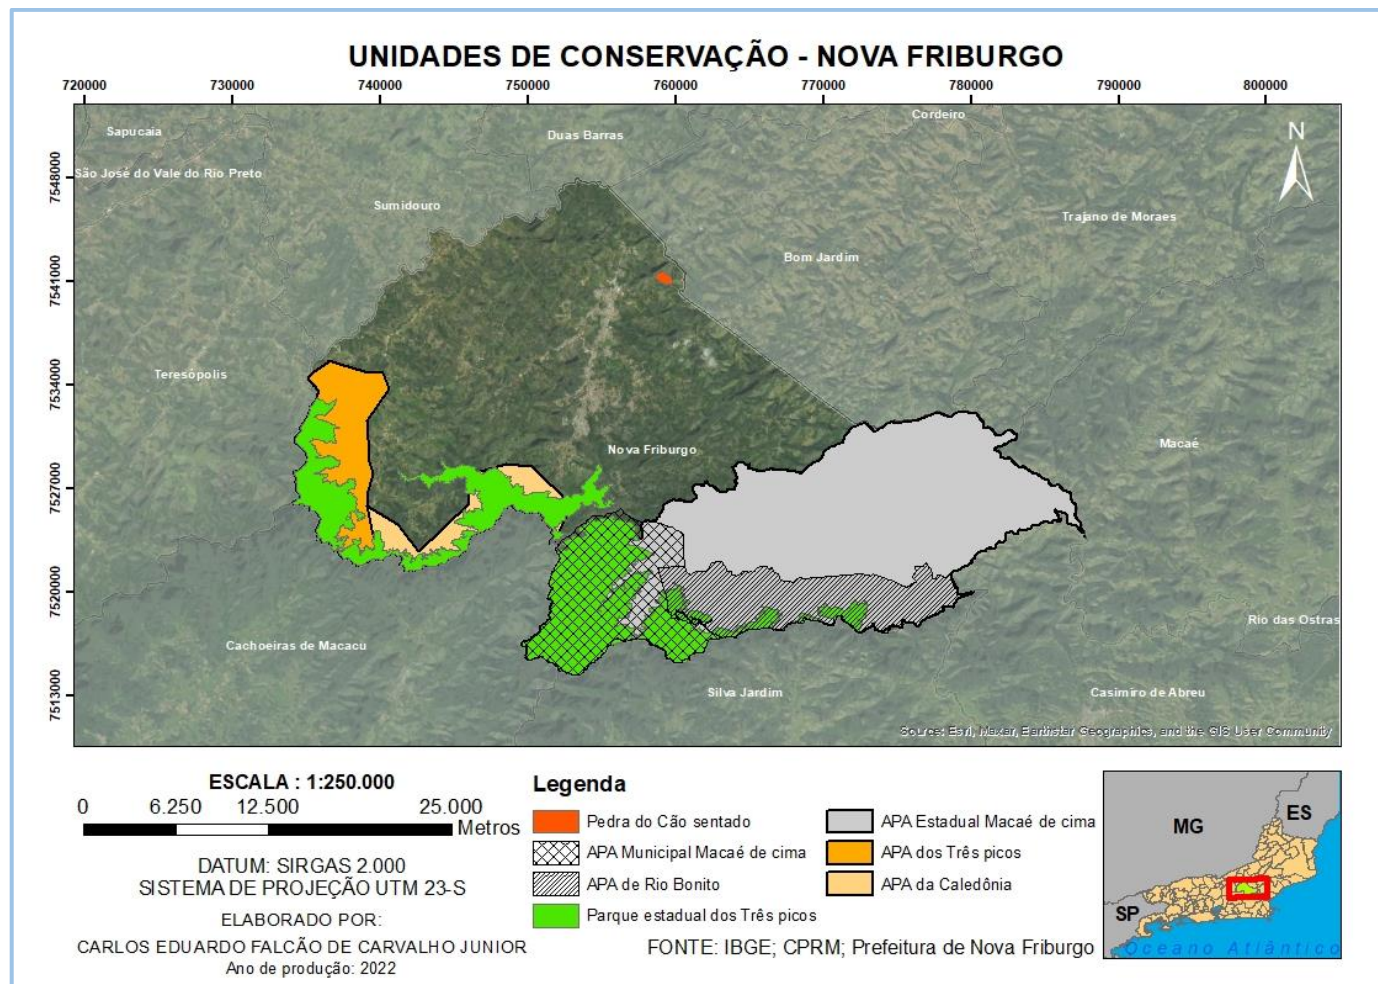 UNIDADES DE CONSERVAÇÃO - NOVA FRIBURGO
720000 730000 740000 750000 760000 770000 780000 790000 800000
7548000
7541000
7534000
7527000
7520000
7513000
Sapucaia
Duas Barras
Cordeiro
N
São José do Vale do Rio Preto
Sumidouro
Trajano de Moraes
Bom Jardim
Teresópolis
Nova Friburgo
Macaé
Cachoeiras de Macacu
Rio das Ostras
Silva Jardim
Casimiro de Abreu
Source: Esri, Maxar, Earthstar Geographics, and the GIS User Community
ESCALA : 1:250.000
0 6.250 12.500 25.000
Metros
DATUM: SIRGAS 2.000
SISTEMA DE PROJEÇÃO UTM 23-S
ELABORADO POR:
CARLOS EDUARDO FALCÃO DE CARVALHO JUNIOR
Ano de produção: 2022
Legenda
Pedra do Cão sentado
APA Municipal Macaé de cima
APA de Rio Bonito
Parque estadual dos Três picos
APA Estadual Macaé de cima
APA dos Três picos
APA da Caledônia
FONTE: IBGE; CPRM; Prefeitura de Nova Friburgo
MG
ES
SP
Oceano Atlântico